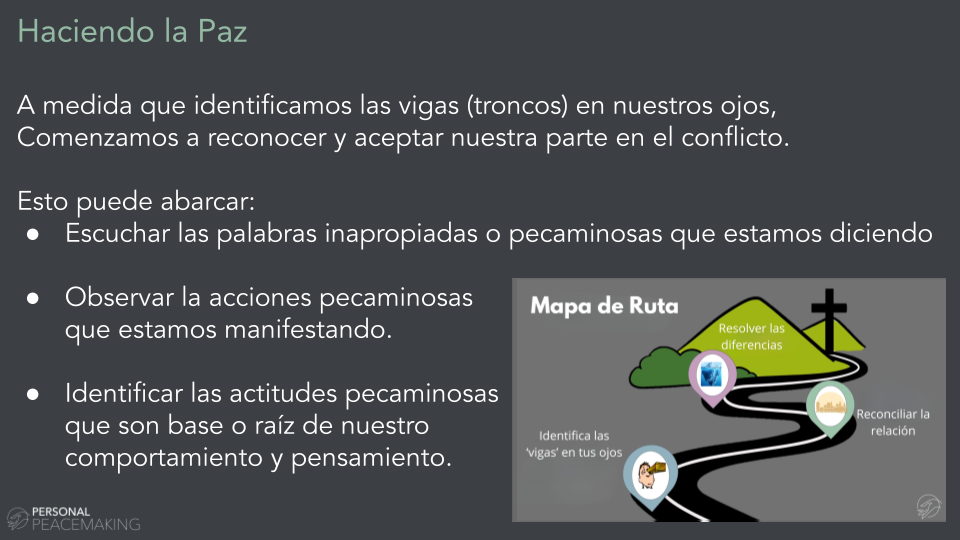 Haciendo la Paz
A medida que identificamos las vigas (troncos) en nuestros ojos,
Comenzamos a reconocer y aceptar nuestra parte en el conflicto.
Esto puede abarcar:
● Escuchar las palabras inapropiadas o pecaminosas que estamos diciendo
● Observar la acciones pecaminosas
que estamos manifestando.
● Identificar las actitudes pecaminosas
que son base o raíz de nuestro
comportamiento y pensamiento.
Mapa de Ruta
Resolver las
diferencias
Reconciliar la
relación
Identifica las
'vigas' en tus ojos
PERSONAL
PEACEMAKING